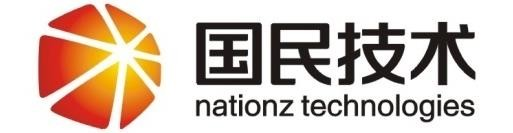 国民技术
nationz technologies